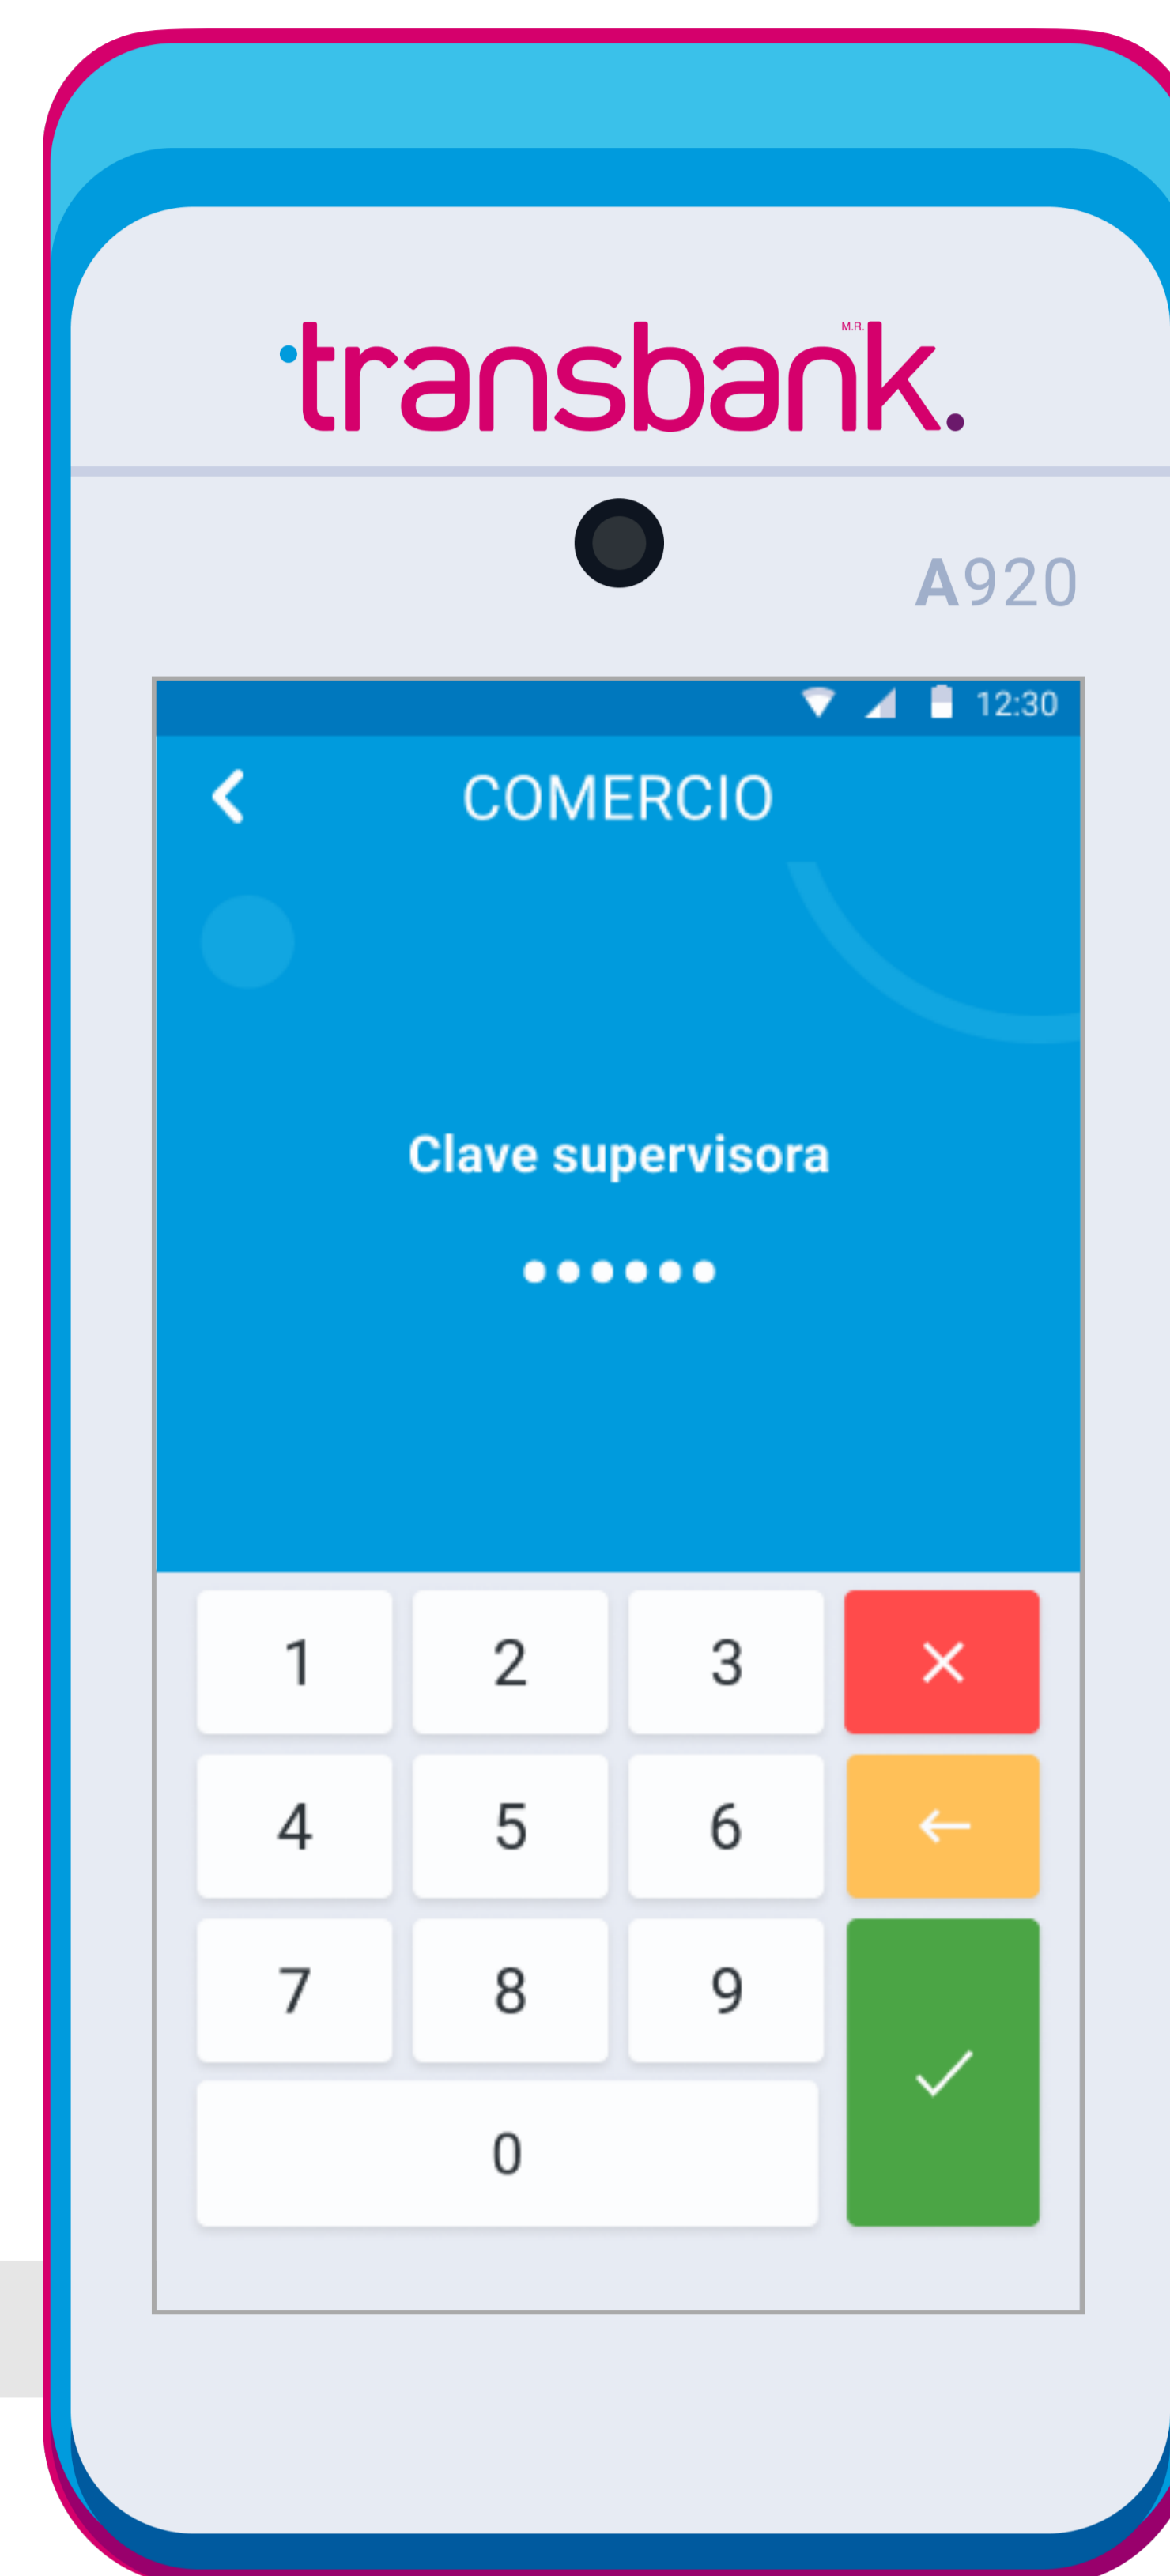 transbank.
M.R.
A920
12:30
COMERCIO
Clave supervisora
1 2 3
4 5 6
7 8 9
0